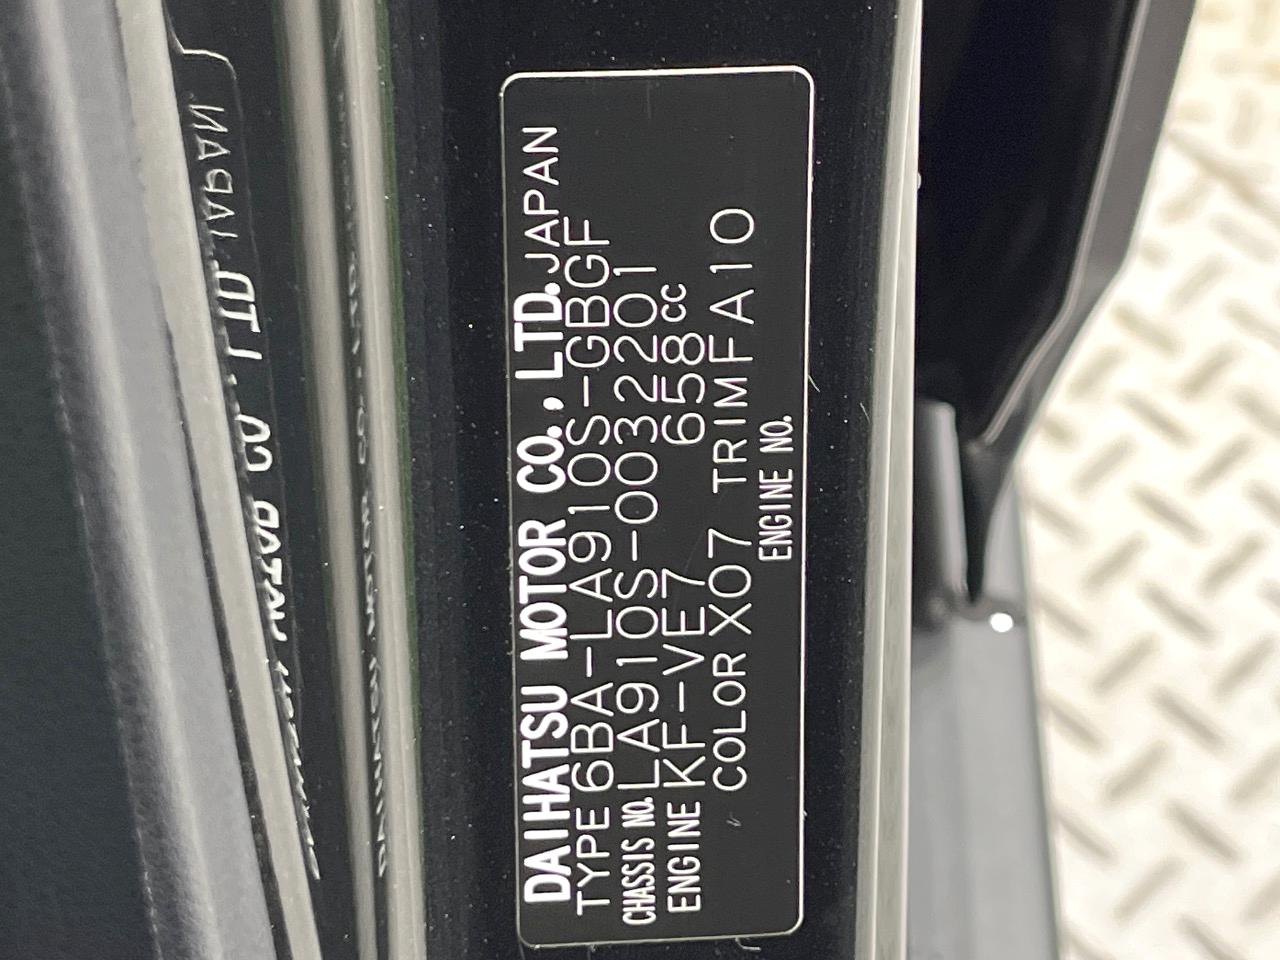 DAIHATSU MOTOR CO., LTD. JAPAN
TYPE 6BA-LA910S-GBGF
CHASSIS NO. LA910S-0032201
ENGINE KF-VE7 658cc
COLOR X07 TRIM FA10
ENGINE NO.